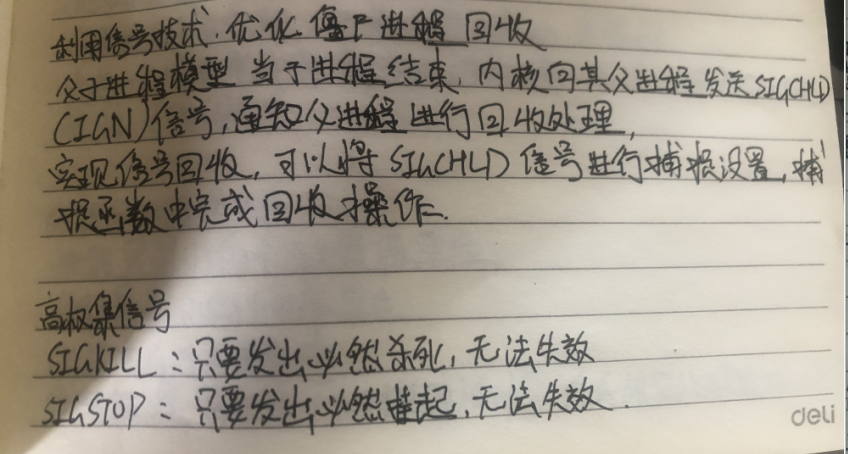 利用信号技术.优化僵尸进程回收
父子进程模型 当子进程结束,内核向其父进程发送SIGCHLD
(IGN)信号,通知父进程进行回收处理,
实现信号回收,可以将SIGCHLD信号进行捕捉设置,捕
捉函数中完成回收操作.
高权集信号
SIGKILL:只要发出必然杀死,无法失效
SIGSTOP:只要发出必然挂起,无法失效.
deli